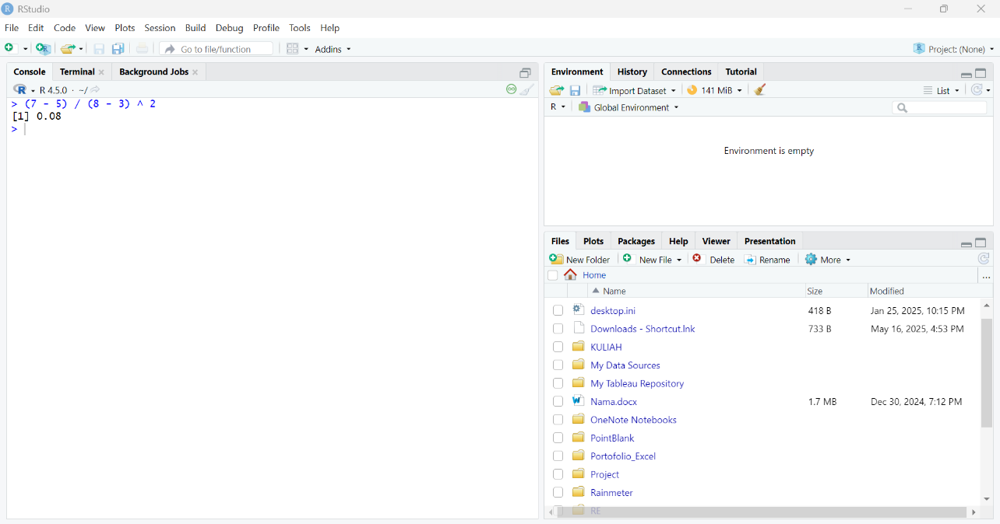 RStudio
File Edit Code View Plots Session Build Debug Profile Tools Help
Go to file/function Addins Project: (None)
Console Terminal Background Jobs
R 4.5.0 · ~/
> (7 - 5) / (8 - 3) ^ 2
[1] 0.08
>
Environment History Connections Tutorial
Import Dataset 141 MiB List
R Global Environment
Environment is empty
Files Plots Packages Help Viewer Presentation
New Folder New File Delete Rename More
Home ...
Name Size Modified
desktop.ini 418 B Jan 25, 2025, 10:15 PM
Downloads - Shortcut.lnk 733 B May 16, 2025, 4:53 PM
KULIAH
My Data Sources
My Tableau Repository
Nama.docx 1.7 MB Dec 30, 2024, 7:12 PM
OneNote Notebooks
PointBlank
Portofolio_Excel
Project
Rainmeter
RE